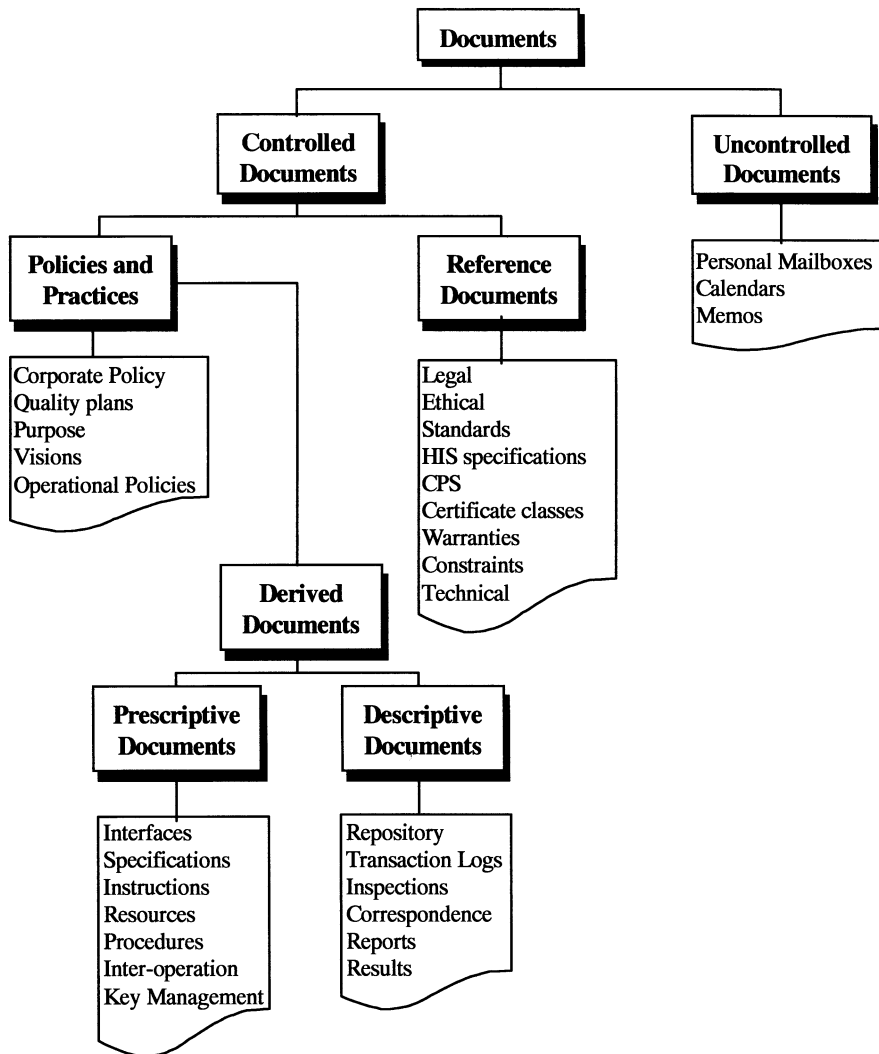 Documents
Controlled
Documents
Uncontrolled
Documents
Policies and
Practices
Reference
Documents
Personal Mailboxes
Calendars
Memos
Corporate Policy
Quality plans
Purpose
Visions
Operational Policies
Legal
Ethical
Standards
HIS specifications
CPS
Certificate classes
Warranties
Constraints
Technical
Derived
Documents
Prescriptive
Documents
Descriptive
Documents
Interfaces
Specifications
Instructions
Resources
Procedures
Inter-operation
Key Management
Repository
Transaction Logs
Inspections
Correspondence
Reports
Results